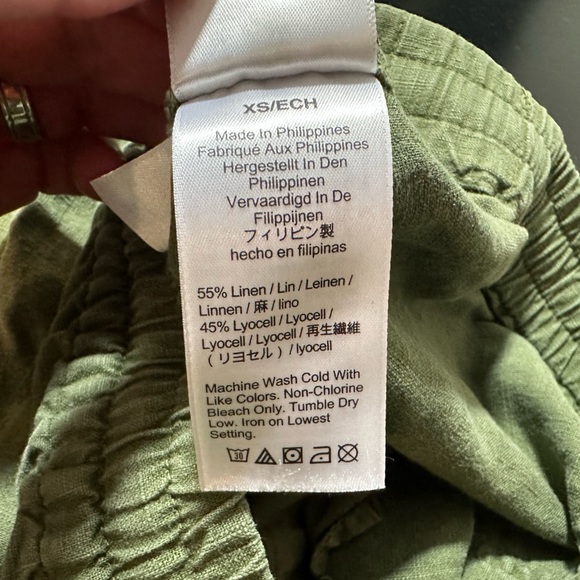 XS/ECH
Made In Philippines
Fabriqué Aux Philippines
Hergestellt In Den
Philippinen
Vervaardigd In De
Filippijnen
フィリピン製
hecho en filipinas
55% Linen / Lin / Leinen /
Linnen / 麻 / lino
45% Lyocell / Lyocell /
Lyocell / Lyocell / 再生繊維
( リヨセル ) / lyocell
Machine Wash Cold With
Like Colors. Non-Chlorine
Bleach Only. Tumble Dry
Low. Iron on Lowest
Setting.
30